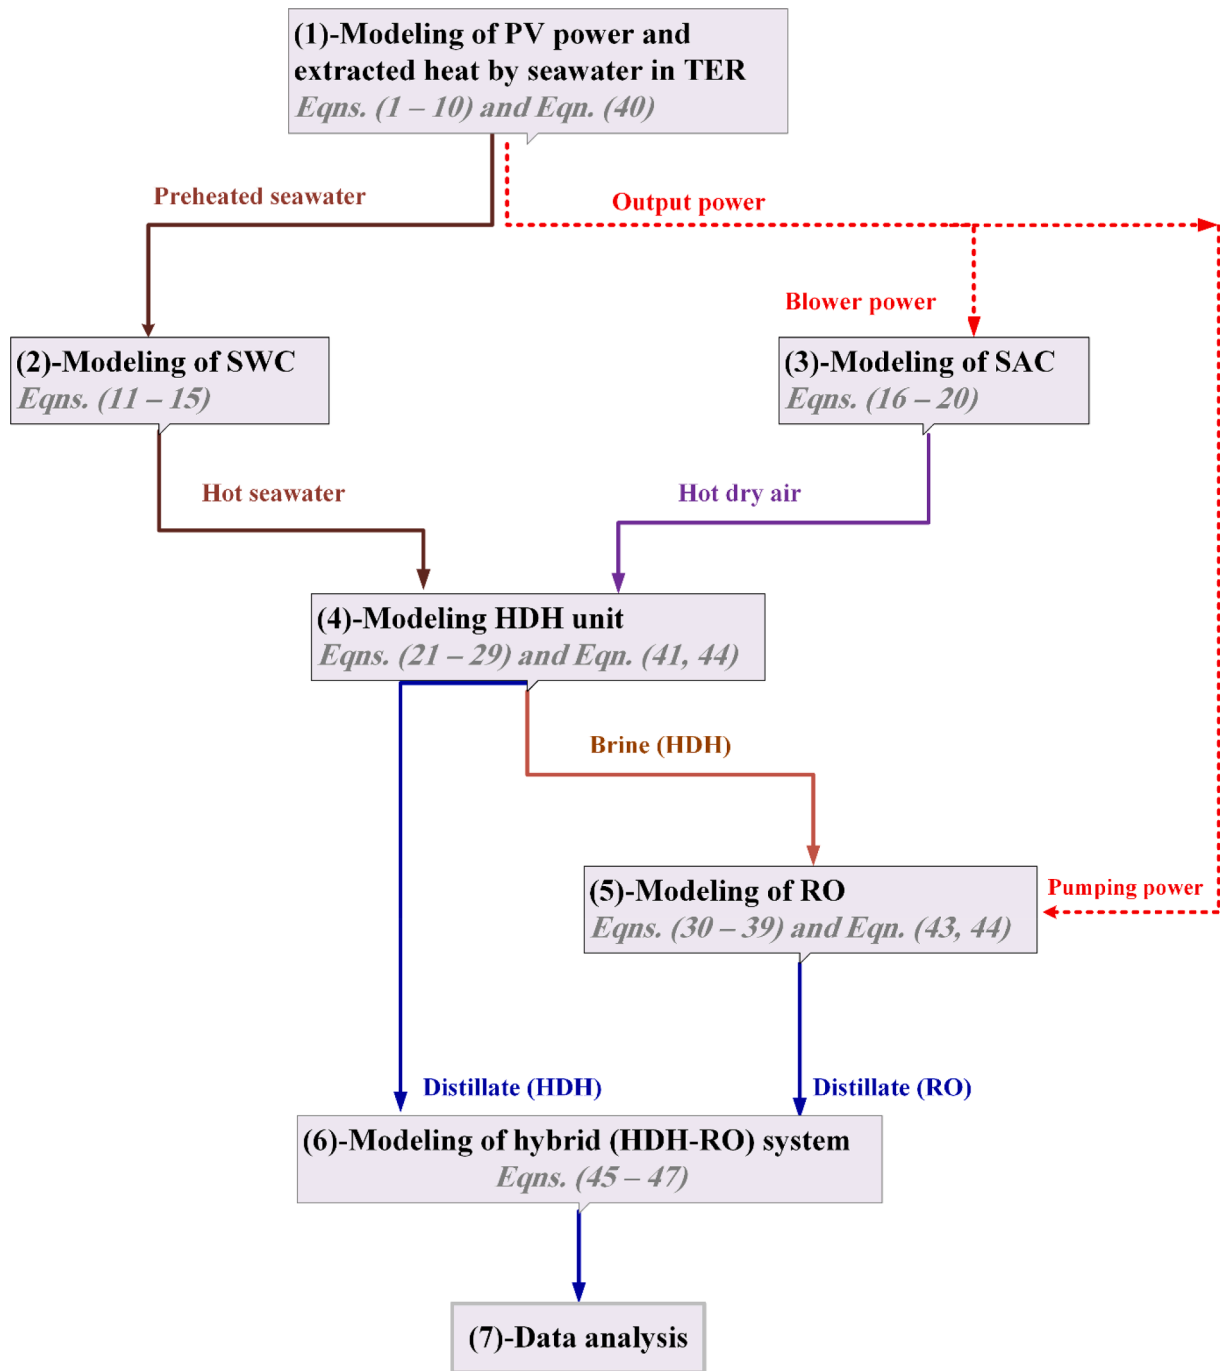 (1)-Modeling of PV power and
extracted heat by seawater in TER
Eqns. (1 – 10) and Eqn. (40)
Preheated seawater
Output power
Blower power
(2)-Modeling of SWC
Eqns. (11 – 15)
(3)-Modeling of SAC
Eqns. (16 – 20)
Hot seawater
Hot dry air
(4)-Modeling HDH unit
Eqns. (21 – 29) and Eqn. (41, 44)
Brine (HDH)
(5)-Modeling of RO
Eqns. (30 – 39) and Eqn. (43, 44)
Pumping power
Distillate (HDH)
Distillate (RO)
(6)-Modeling of hybrid (HDH-RO) system
Eqns. (45 – 47)
(7)-Data analysis